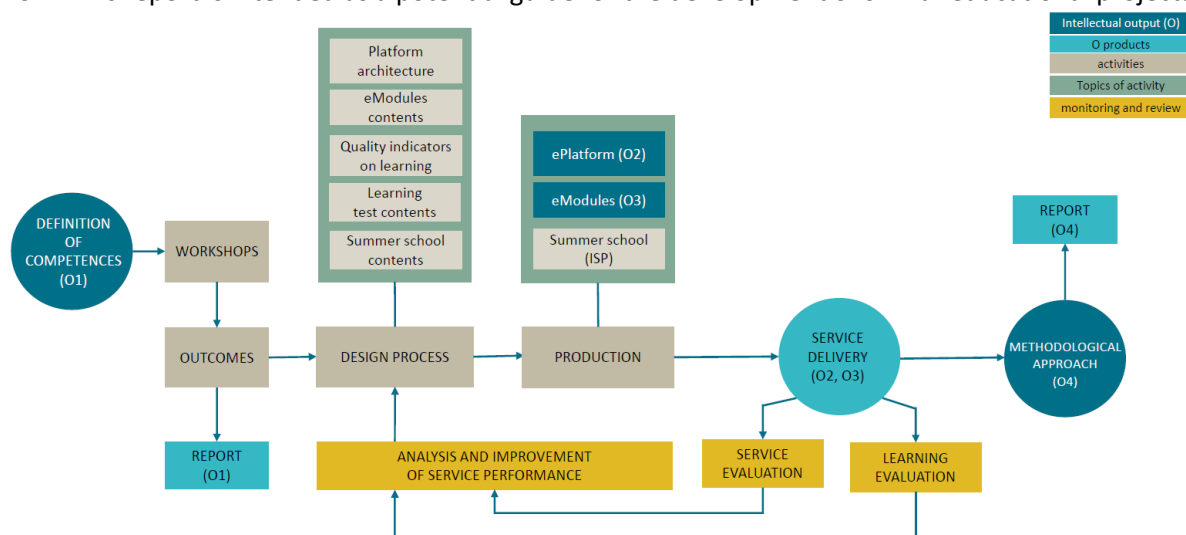 Intellectual output (O)
O products
activities
Topics of activity
monitoring and review
Platform
architecture
eModules
contents
Quality indicators
on learning
Learning
test contents
Summer school
contents
ePlatform (O2)
eModules (O3)
Summer school
(ISP)
DEFINITION
OF
COMPETENCES
(O1)
WORKSHOPS
REPORT
(O4)
OUTCOMES
DESIGN PROCESS
PRODUCTION
SERVICE
DELIVERY
(O2, O3)
METHODOLOGICAL
APPROACH
(O4)
REPORT
(O1)
ANALYSIS AND IMPROVEMENT
OF SERVICE PERFORMANCE
SERVICE
EVALUATION
LEARNING
EVALUATION